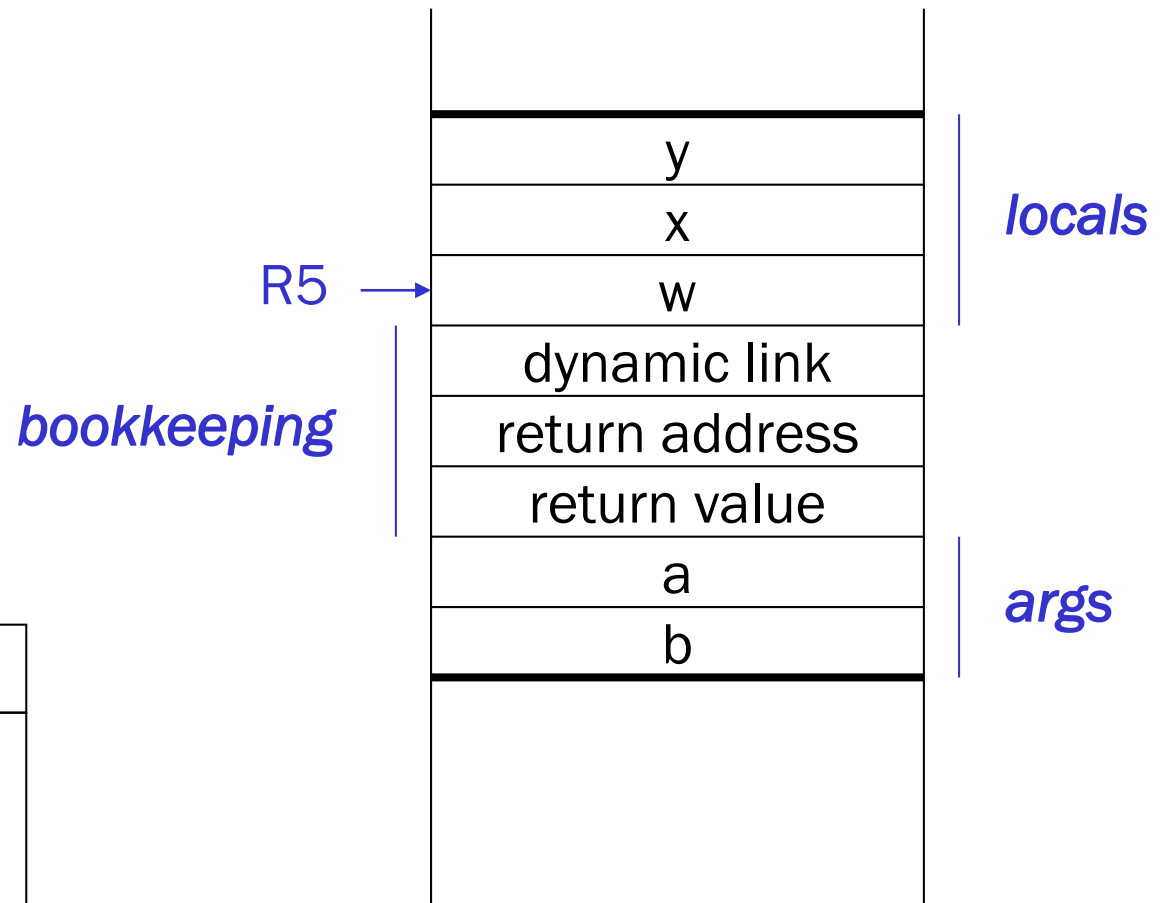 y
x
locals
R5
w
dynamic link
bookkeeping
return address
return value
a
args
b